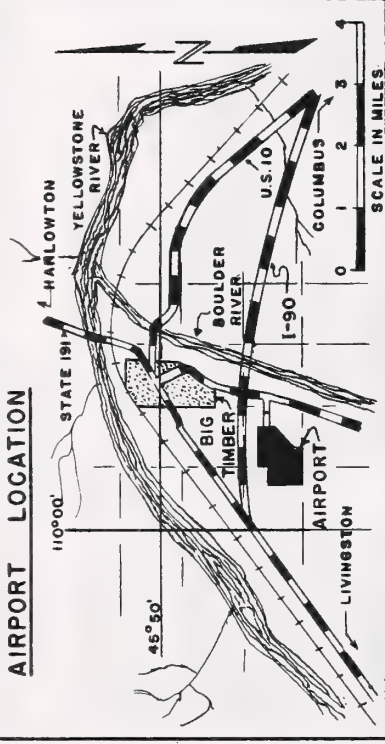 AIRPORT LOCATION
N
HARLOWTON
YELLOWSTONE
RIVER
STATE 191
110°00'
45°50'
BIG
TIMBER
BOULDER
RIVER
U.S. 10
I-90
COLUMBUS
AIRPORT
LIVINGSTON
0 1 2 3 4
SCALE IN MILES